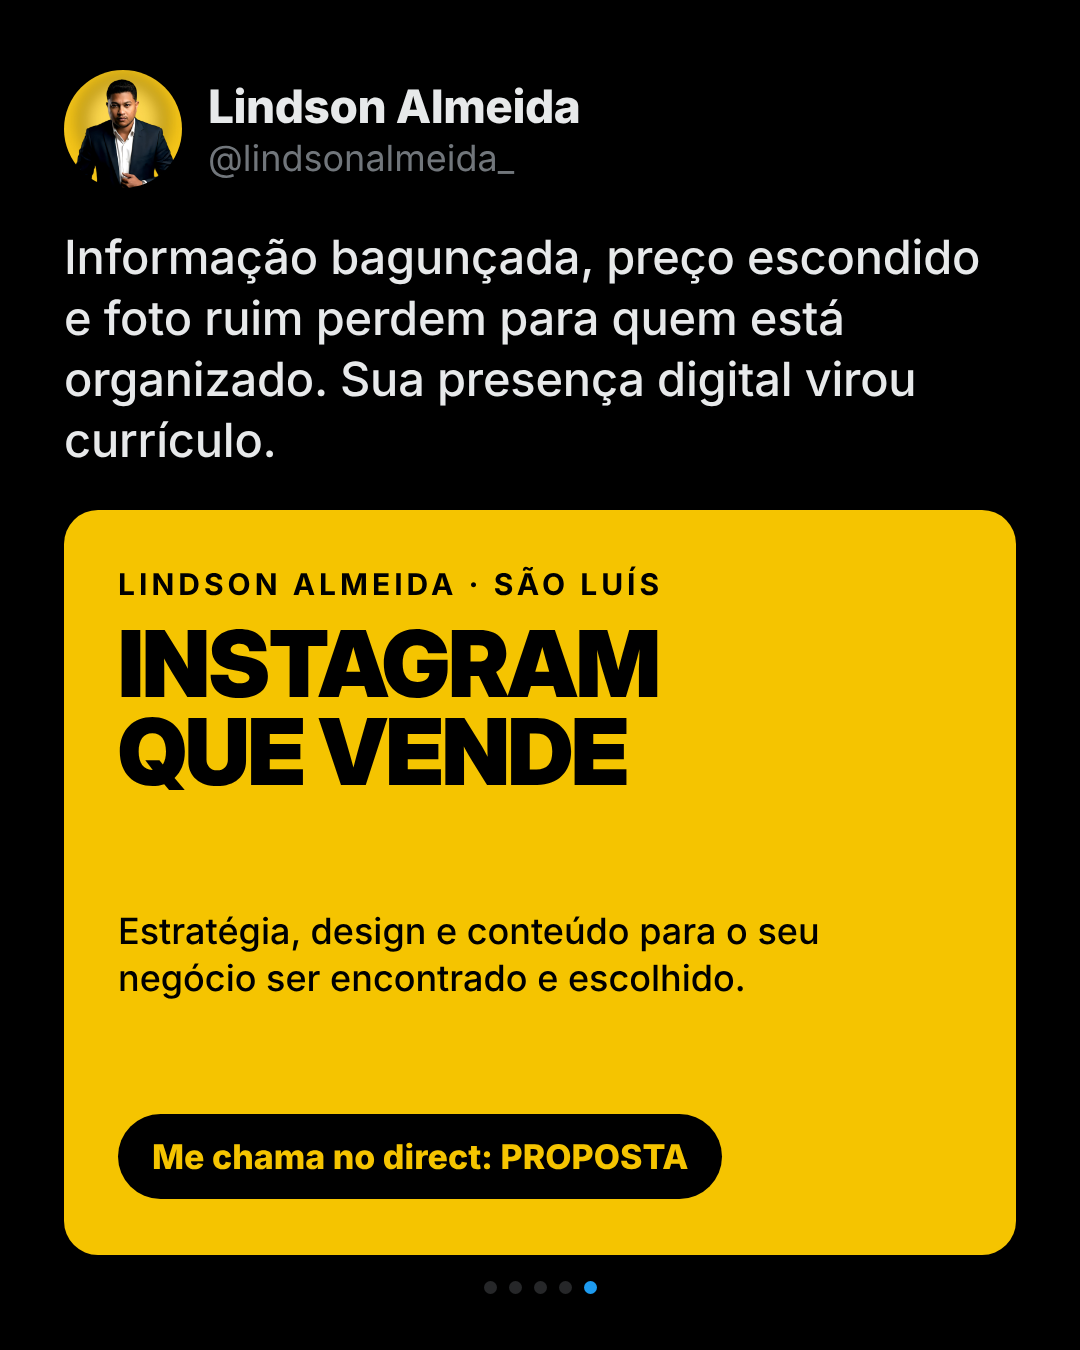 Lindson Almeida
@lindsonalmeida_
Informação bagunçada, preço escondido
e foto ruim perdem para quem está
organizado. Sua presença digital virou
currículo.
LINDSON ALMEIDA · SÃO LUÍS
INSTAGRAM
QUE VENDE
Estratégia, design e conteúdo para o seu
negócio ser encontrado e escolhido.
Me chama no direct: PROPOSTA